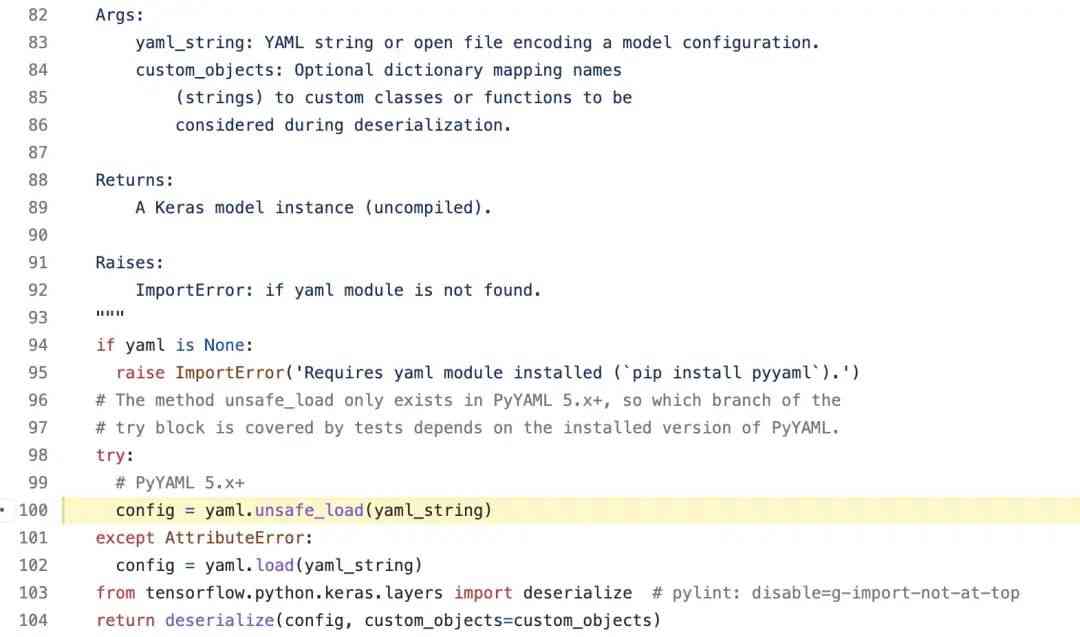 82 Args:
83 yaml_string: YAML string or open file encoding a model configuration.
84 custom_objects: Optional dictionary mapping names
85 (strings) to custom classes or functions to be
86 considered during deserialization.
87
88 Returns:
89 A Keras model instance (uncompiled).
90
91 Raises:
92 ImportError: if yaml module is not found.
93 """
94 if yaml is None:
95 raise ImportError('Requires yaml module installed (`pip install pyyaml`).')
96 # The method unsafe_load only exists in PyYAML 5.x+, so which branch of the
97 # try block is covered by tests depends on the installed version of PyYAML.
98 try:
99 # PyYAML 5.x+
100 config = yaml.unsafe_load(yaml_string)
101 except AttributeError:
102 config = yaml.load(yaml_string)
103 from tensorflow.python.keras.layers import deserialize  # pylint: disable=g-import-not-at-top
104 return deserialize(config, custom_objects=custom_objects)